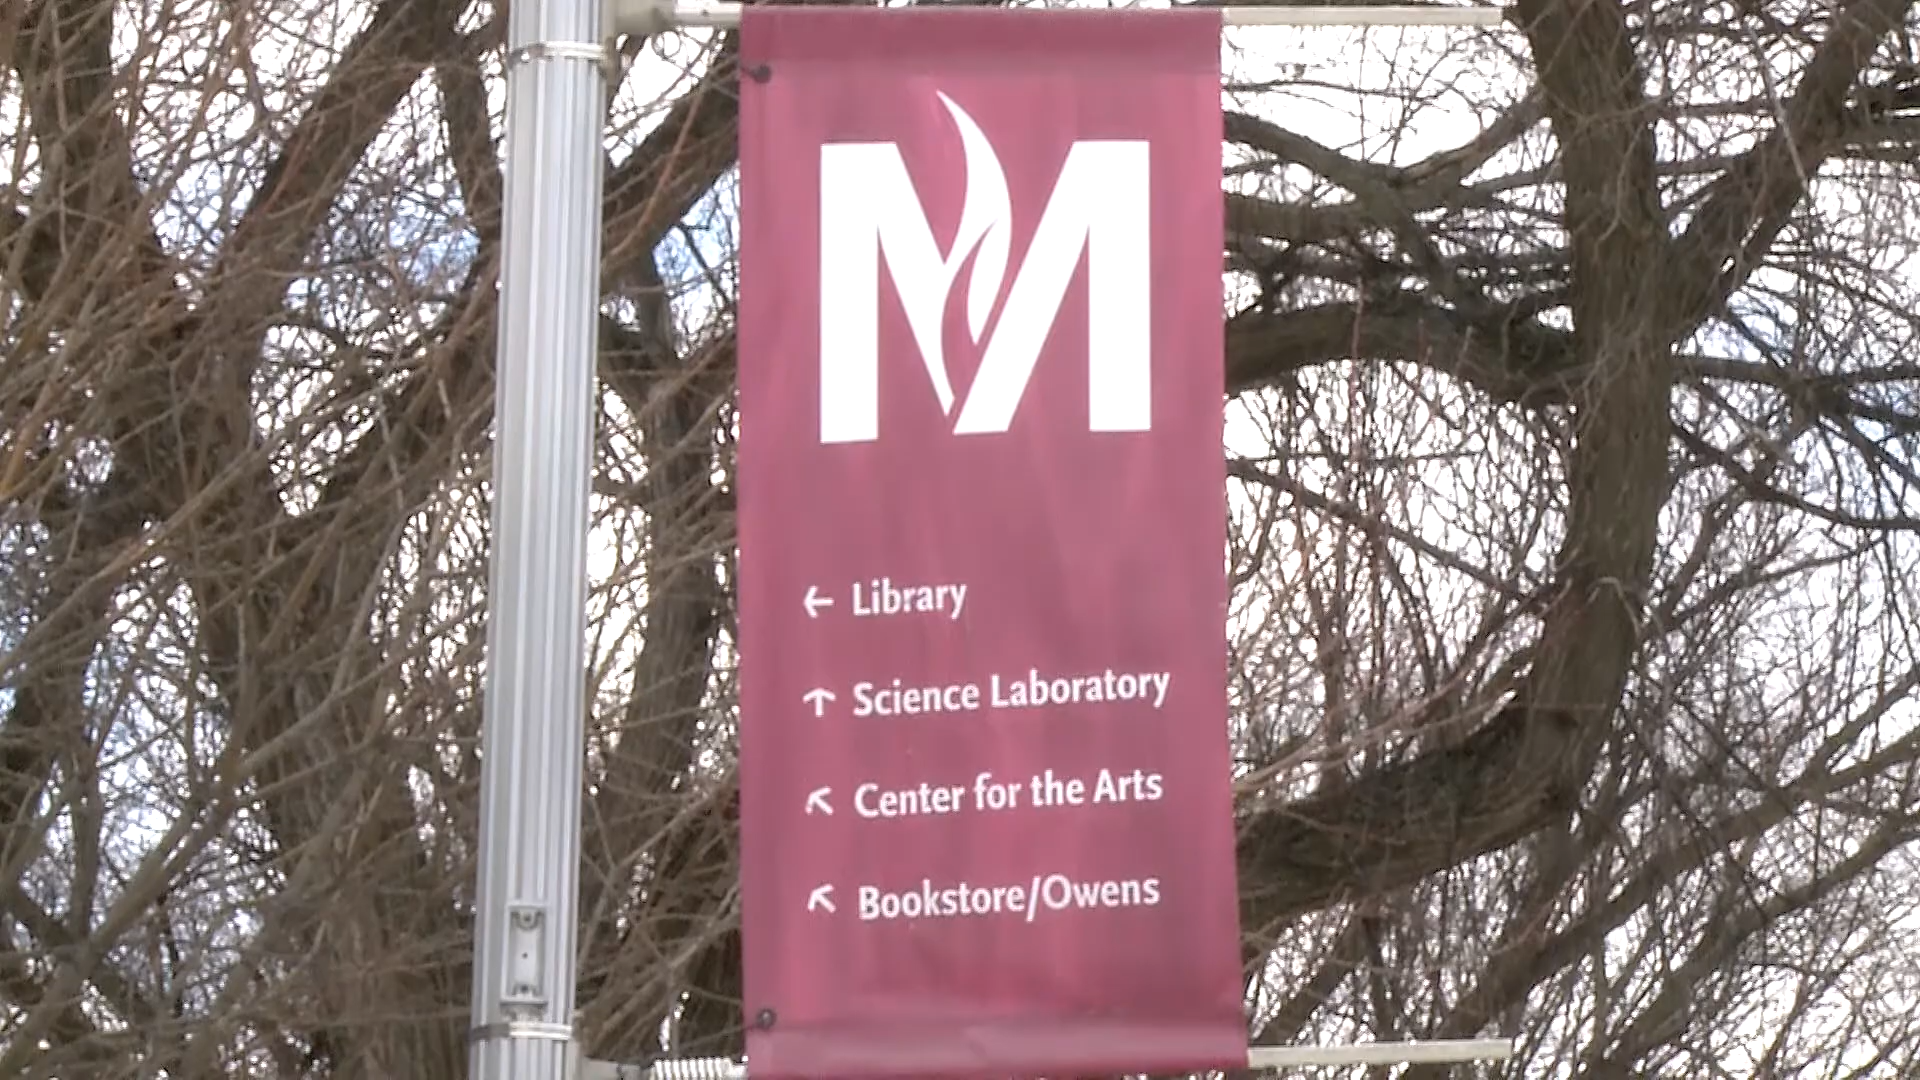 M
← Library
↑ Science Laboratory
↖ Center for the Arts
↖ Bookstore/Owens